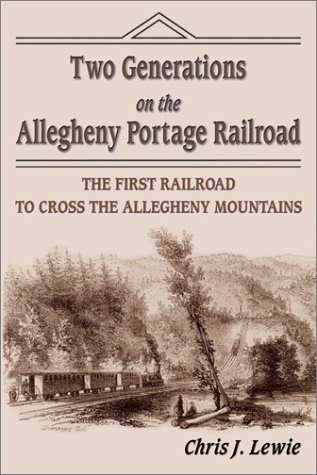 Two Generations
on the
Allegheny Portage Railroad
THE FIRST RAILROAD
TO CROSS THE ALLEGHENY MOUNTAINS
Chris J. Lewie